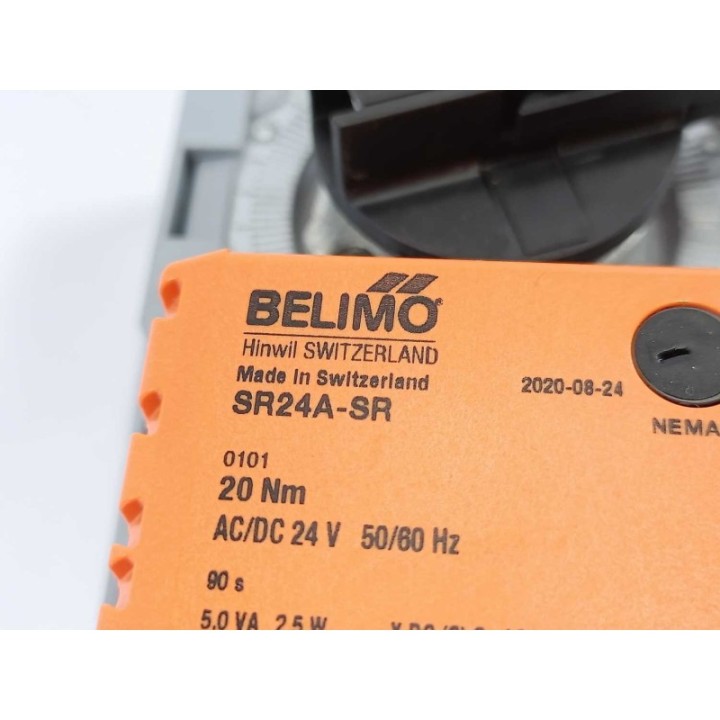 BELIMO®
Hinwil SWITZERLAND
Made in Switzerland
SR24A-SR
2020-08-24
NEMA
0101
20 Nm
AC/DC 24 V 50/60 Hz
90 s
5.0 VA 2.5 W